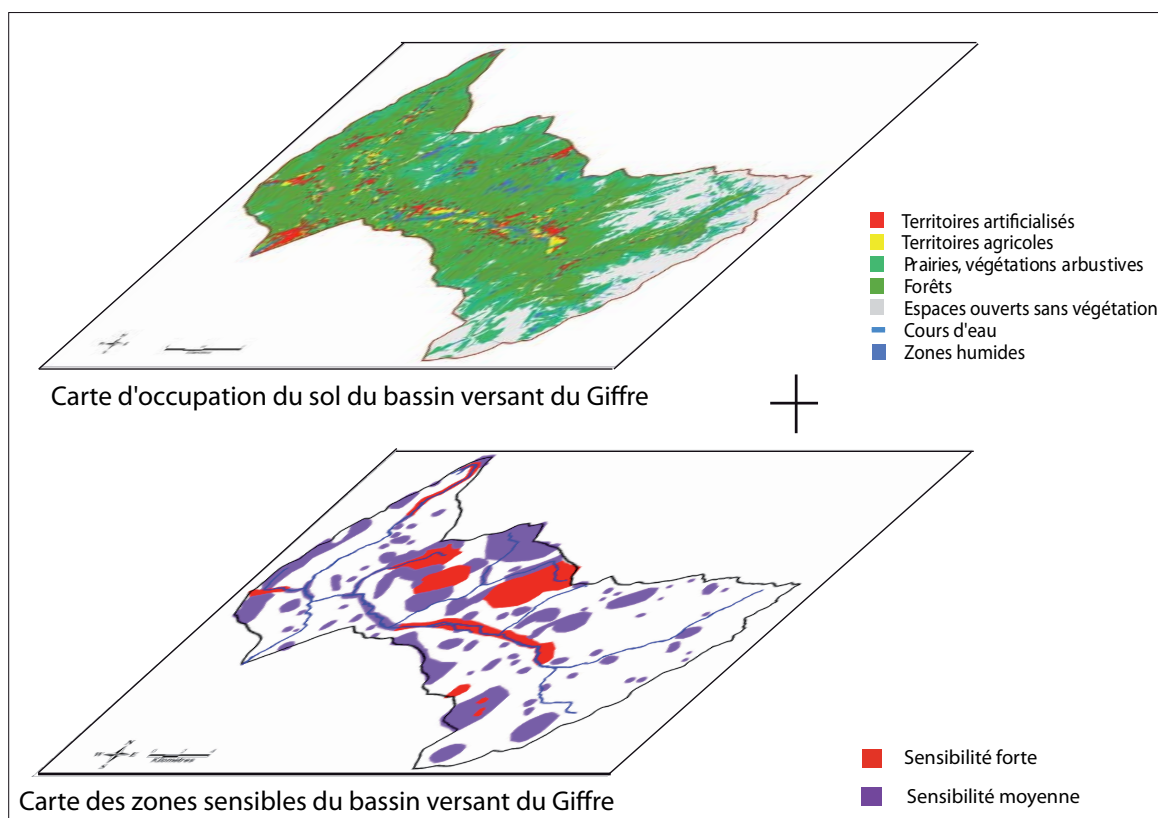 Territoires artificialisés
Territoires agricoles
Prairies, végétations arbustives
Forêts
Espaces ouverts sans végétation
Cours d'eau
Zones humides
Carte d'occupation du sol du bassin versant du Giffre
+
N
W E
S
Kilomètres
Sensibilité forte
Sensibilité moyenne
Carte des zones sensibles du bassin versant du Giffre